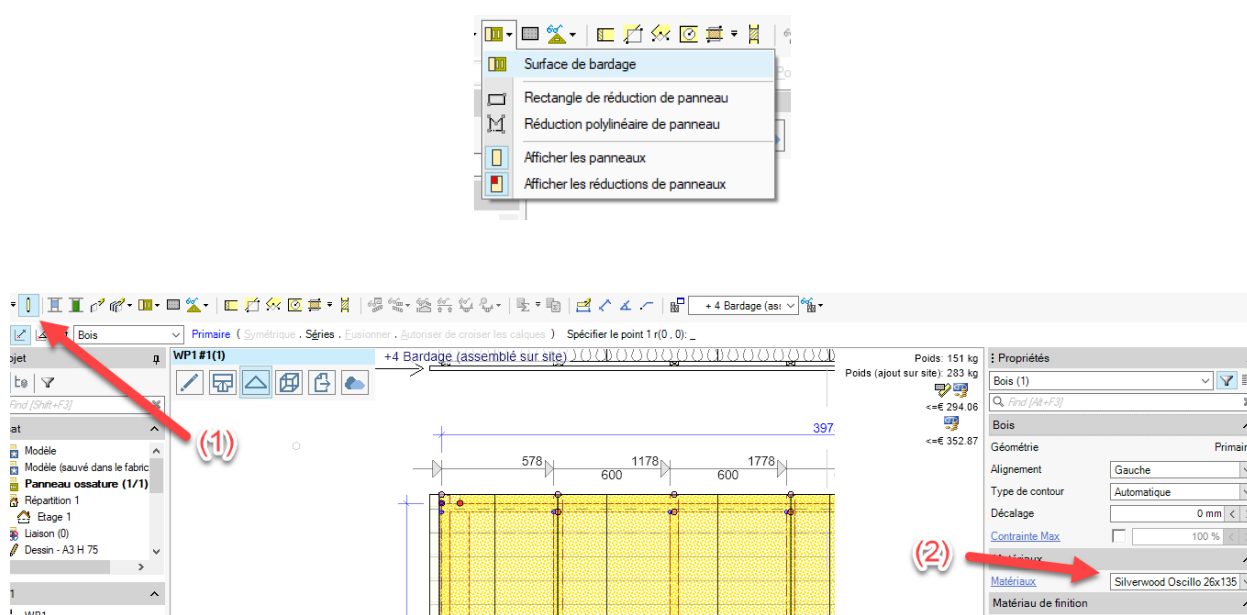 Surface de bardage
Rectangle de réduction de panneau
Réduction polylinéaire de panneau
Afficher les panneaux
Afficher les réductions de panneaux
+ 4 Bardage (ass
Bois
Primaire ( Symétrique . Séries . Fusionner . Autoriser de croiser les calques ) Spécifier le point 1 r(0 , 0): _
ojet
Find [Shift+F3]
at
Modèle
Modèle (sauvé dans le fabric
Panneau ossature (1/1)
Répartition 1
Etage 1
Liaison (0)
Dessin - A3 H 75
1
WP1
(1)
WP1 #1(1)
+4 Bardage (assemblé sur site)
Poids: 151 kg
Poids (ajout sur site): 283 kg
<=€ 294.06
<=€ 352.87
397
578
1178
1778
600
600
(2)
Propriétés
Bois (1)
Find [Alt+F3]
Bois
Géométrie Primair
Alignement Gauche
Type de contour Automatique
Décalage 0 mm
Contrainte Max 100 %
Matériaux
Matériaux Silverwood Oscillo 26x135
Matériau de finition